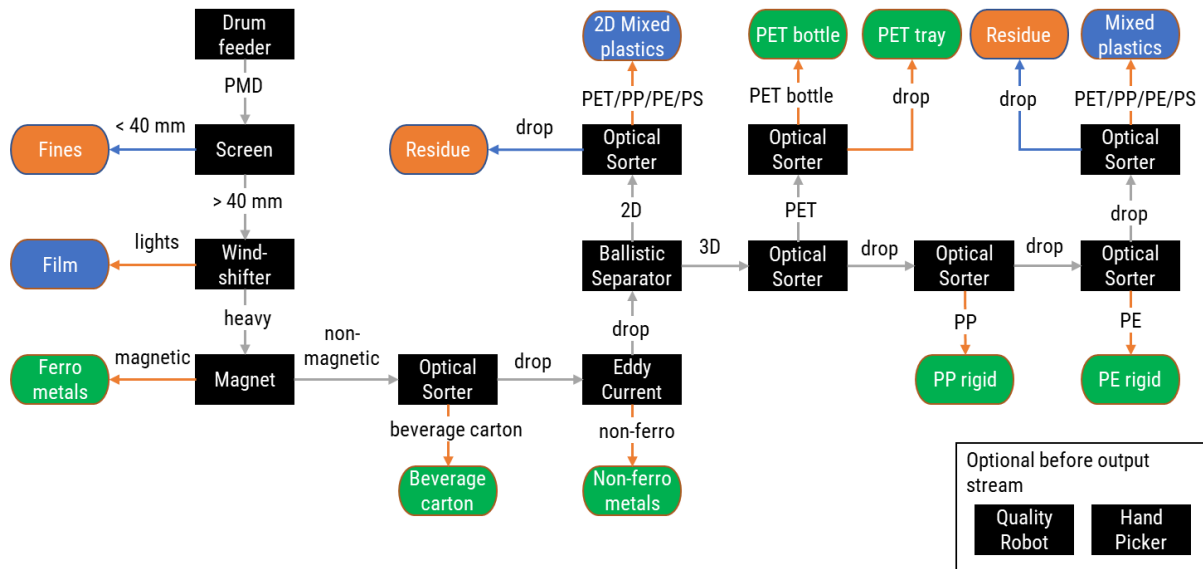 Drum
feeder
2D Mixed
plastics
PET bottle
PET tray
Residue
Mixed
plastics
PMD
PET/PP/PE/PS
PET bottle
drop
drop
PET/PP/PE/PS
< 40 mm
Fines
Screen
drop
Residue
Optical
Sorter
Optical
Sorter
Optical
Sorter
> 40 mm
2D
PET
drop
lights
Film
Wind-
shifter
Ballistic
Separator
3D
Optical
Sorter
drop
Optical
Sorter
drop
Optical
Sorter
heavy
non-
magnetic
drop
PP
PE
magnetic
Ferro
metals
Magnet
Optical
Sorter
drop
Eddy
Current
PP rigid
PE rigid
beverage carton
non-ferro
Beverage
carton
Non-ferro
metals
Optional before output
stream
Quality
Robot
Hand
Picker